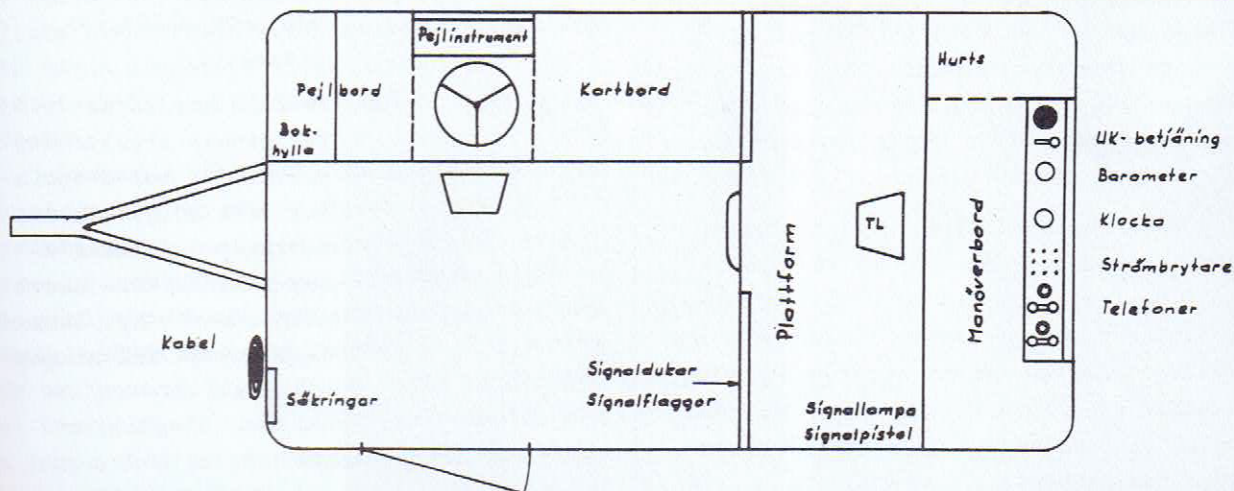 Pejlinstrument
Hurts
Pejlbord
Kartbord
Bok-
hylla
UK-betjäning
Barometer
Klocka
TL
Plattform
Manöverbord
Strömbrytare
Telefoner
Kabel
Signaldukar
Signalflaggor
Säkringar
Signallampa
Signalpistol